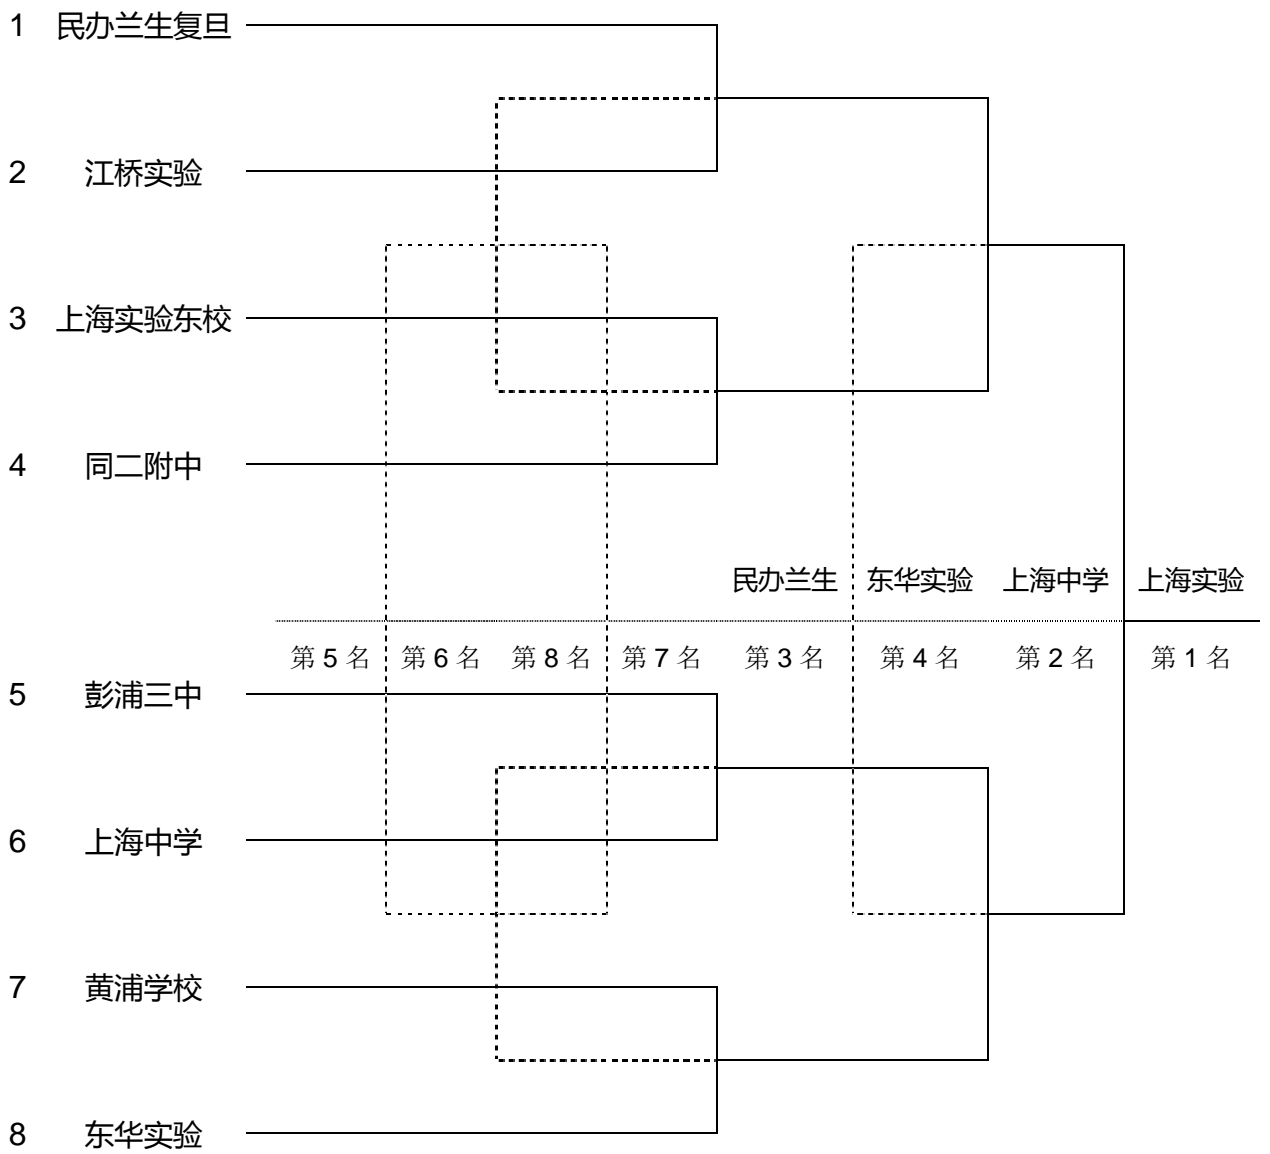 1 民办兰生复旦
2 江桥实验
3 上海实验东校
4 同二附中
民办兰生 东华实验 上海中学 上海实验
第 5 名 第 6 名 第 8 名 第 7 名 第 3 名 第 4 名 第 2 名 第 1 名
5 彭浦三中
6 上海中学
7 黄浦学校
8 东华实验